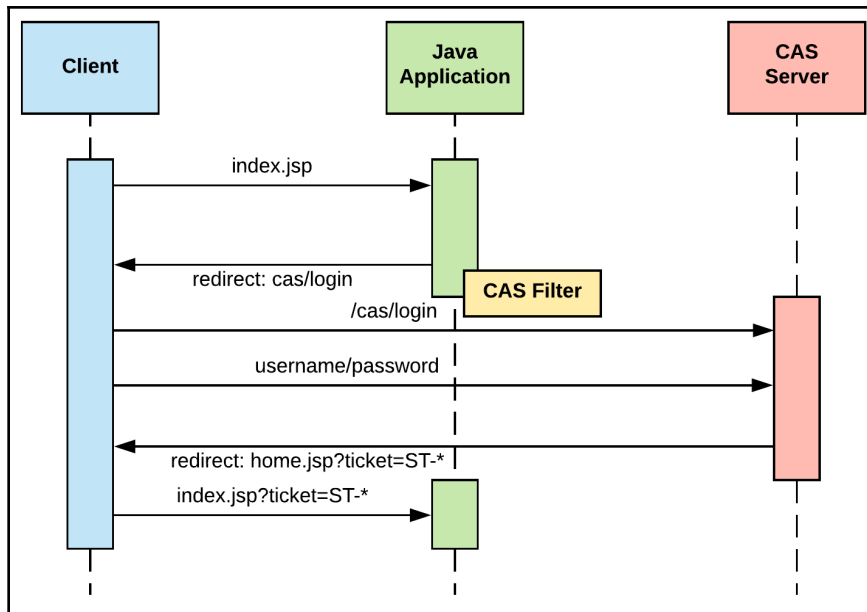 Client
Java
Application
CAS
Server
index.jsp
redirect: cas/login
CAS Filter
/cas/login
username/password
redirect: home.jsp?ticket=ST-*
index.jsp?ticket=ST-*